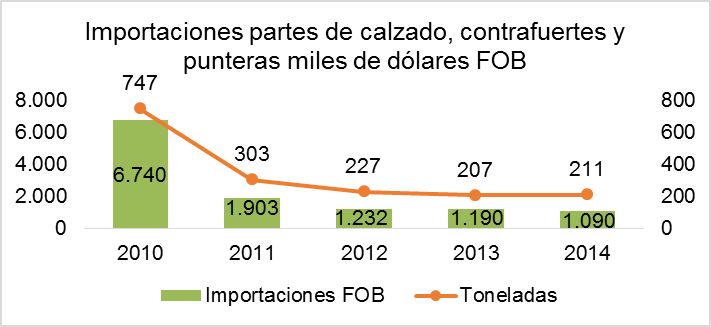 Importaciones partes de calzado, contrafuertes y
punteras miles de dólares FOB
747
8.000 800
6.000 600
303
4.000 227 207 211 400
6.740
2.000 200
1.903 1.232 1.190 1.090
0 0
2010 2011 2012 2013 2014
Importaciones FOB Toneladas